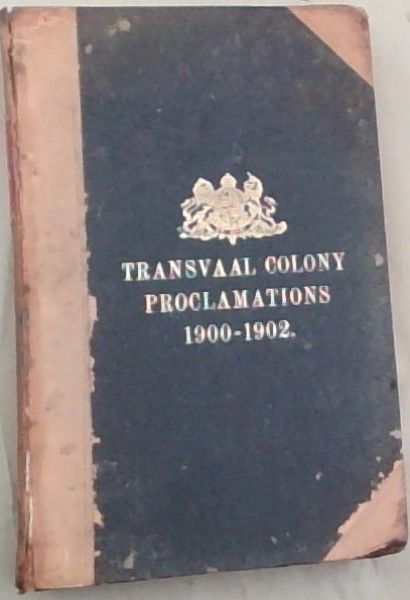 TRANSVAAL COLONY
PROCLAMATIONS
1900-1902.